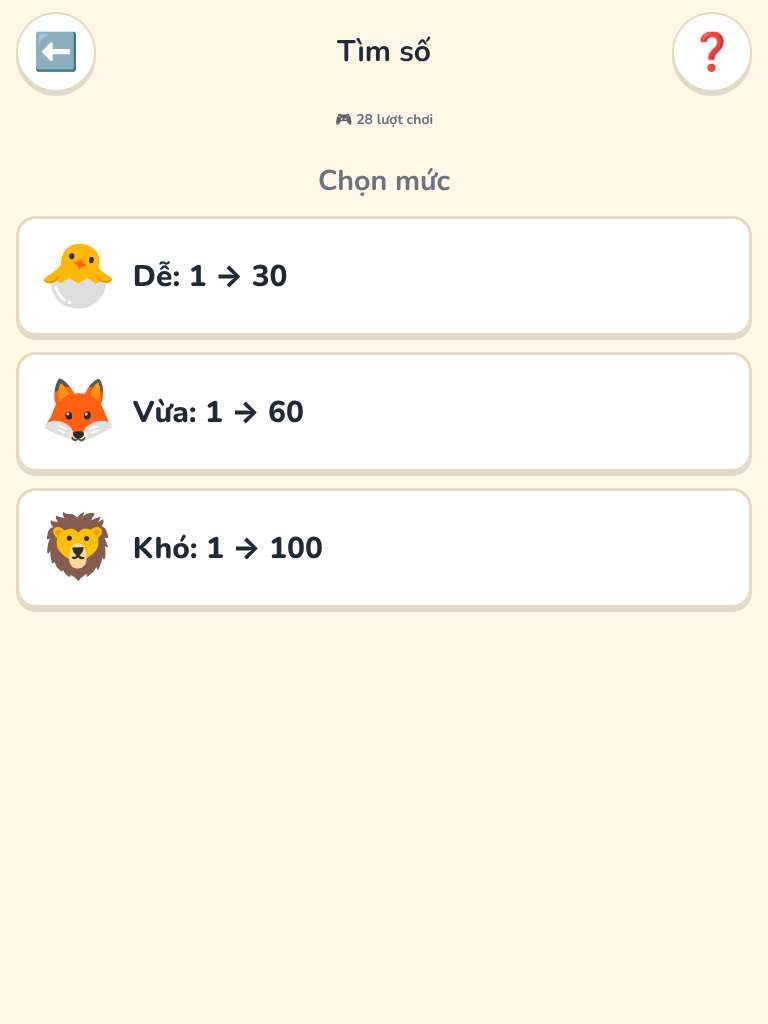 Tìm số
28 lượt chơi
Chọn mức
Dễ: 1 → 30
Vừa: 1 → 60
Khó: 1 → 100